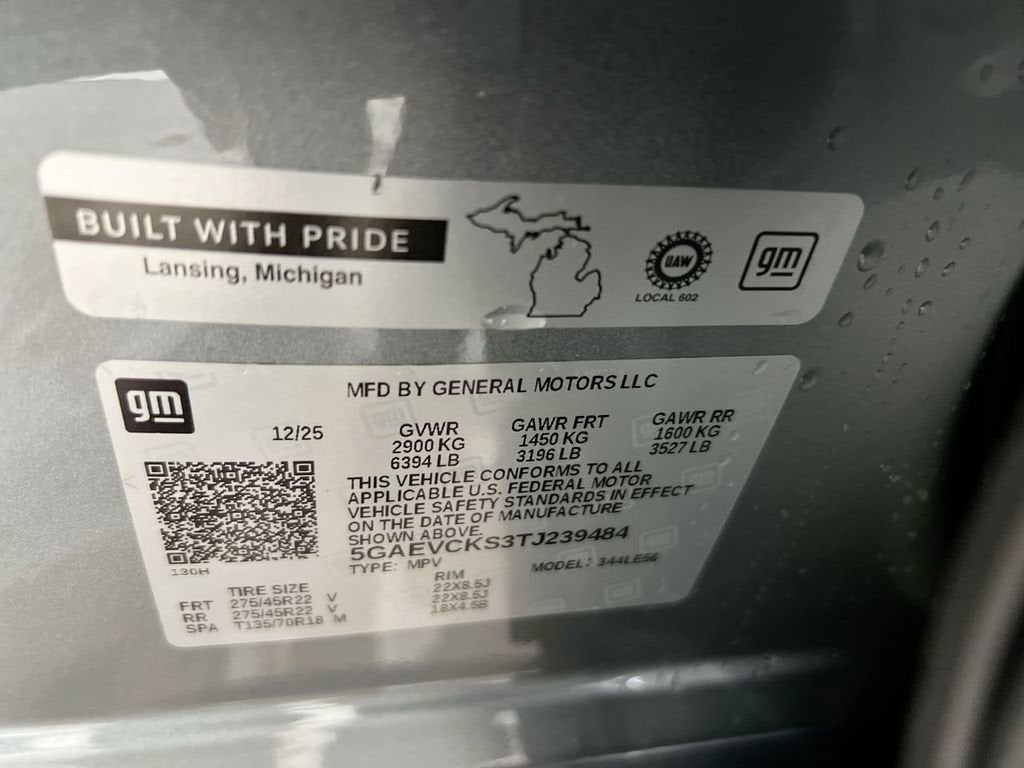 BUILT WITH PRIDE
Lansing, Michigan
UAW
LOCAL 602
gm
gm
MFD BY GENERAL MOTORS LLC
12/25
GVWR
2900 KG
6394 LB
GAWR FRT
1450 KG
3196 LB
GAWR RR
1600 KG
3527 LB
THIS VEHICLE CONFORMS TO ALL
APPLICABLE U.S. FEDERAL MOTOR
VEHICLE SAFETY STANDARDS IN EFFECT
ON THE DATE OF MANUFACTURE
SHOWN ABOVE.
5GAEVCKS3TJ239484
TYPE: MPV
MODEL: 344LE56
130H
TIRE SIZE
RIM
FRT 275/45R22 V 22X8.5J
RR 275/45R22 V 22X8.5J
SPA T135/70R18 M 18X4.5B